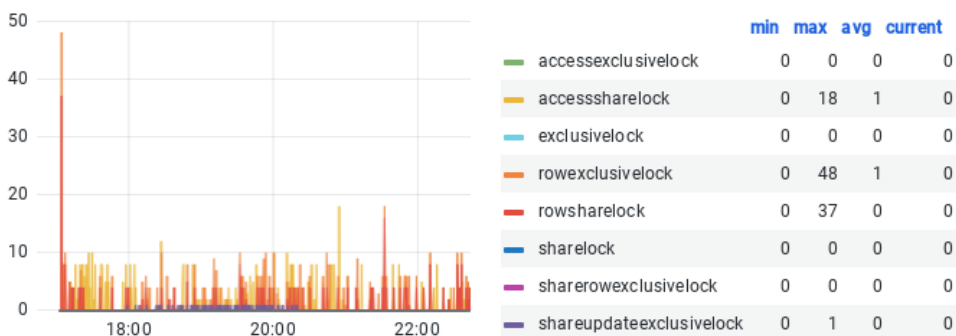 50
40
30
20
10
0
18:00 20:00 22:00
min max avg current
accessexclusivelock 0 0 0 0
accesssharelock 0 18 1 0
exclusivelock 0 0 0 0
rowexclusivelock 0 48 1 0
rowsharelock 0 37 0 0
sharelock 0 0 0 0
sharerowexclusivelock 0 0 0 0
shareupdateexclusivelock 0 1 0 0